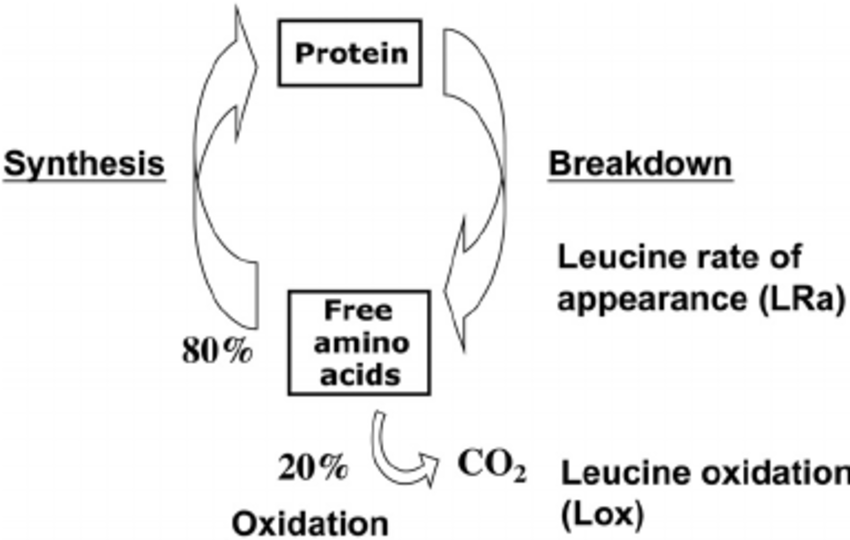 Protein
Synthesis
Breakdown
Leucine rate of
appearance (LRa)
Free
amino
acids
80%
20%
CO₂
Leucine oxidation
(Lox)
Oxidation